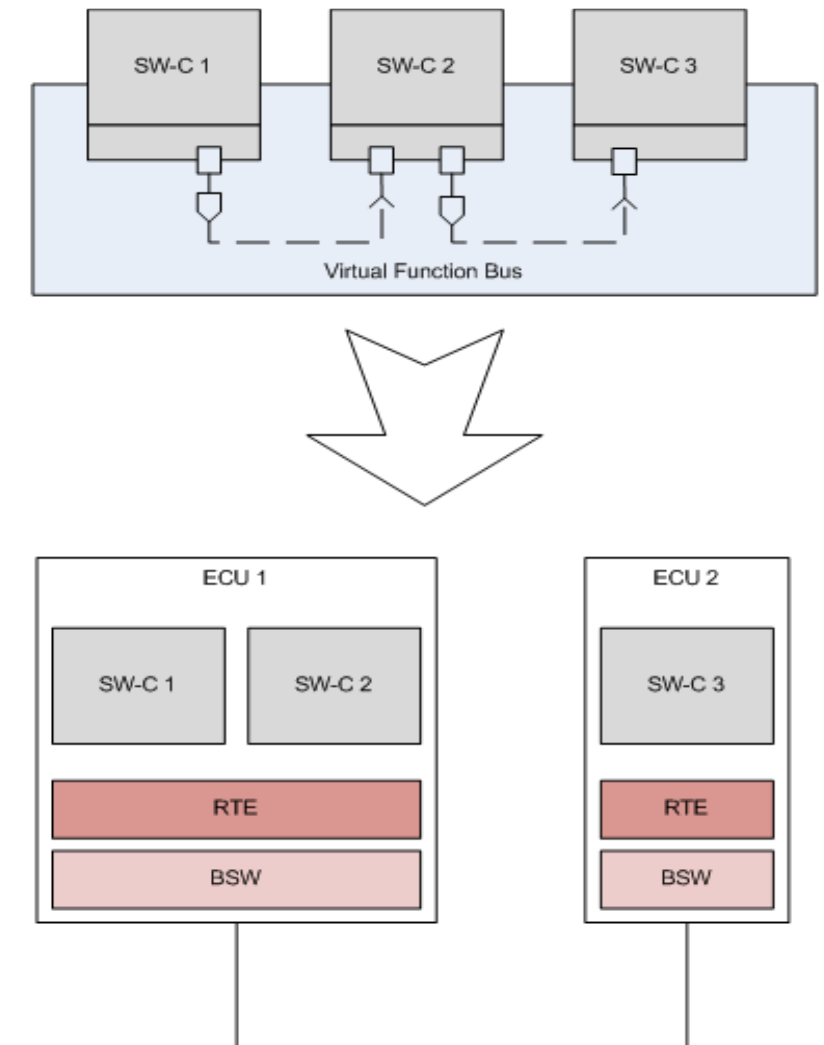 SW-C 1
SW-C 2
SW-C 3
Virtual Function Bus
ECU 1
ECU 2
SW-C 1
SW-C 2
SW-C 3
RTE
RTE
BSW
BSW